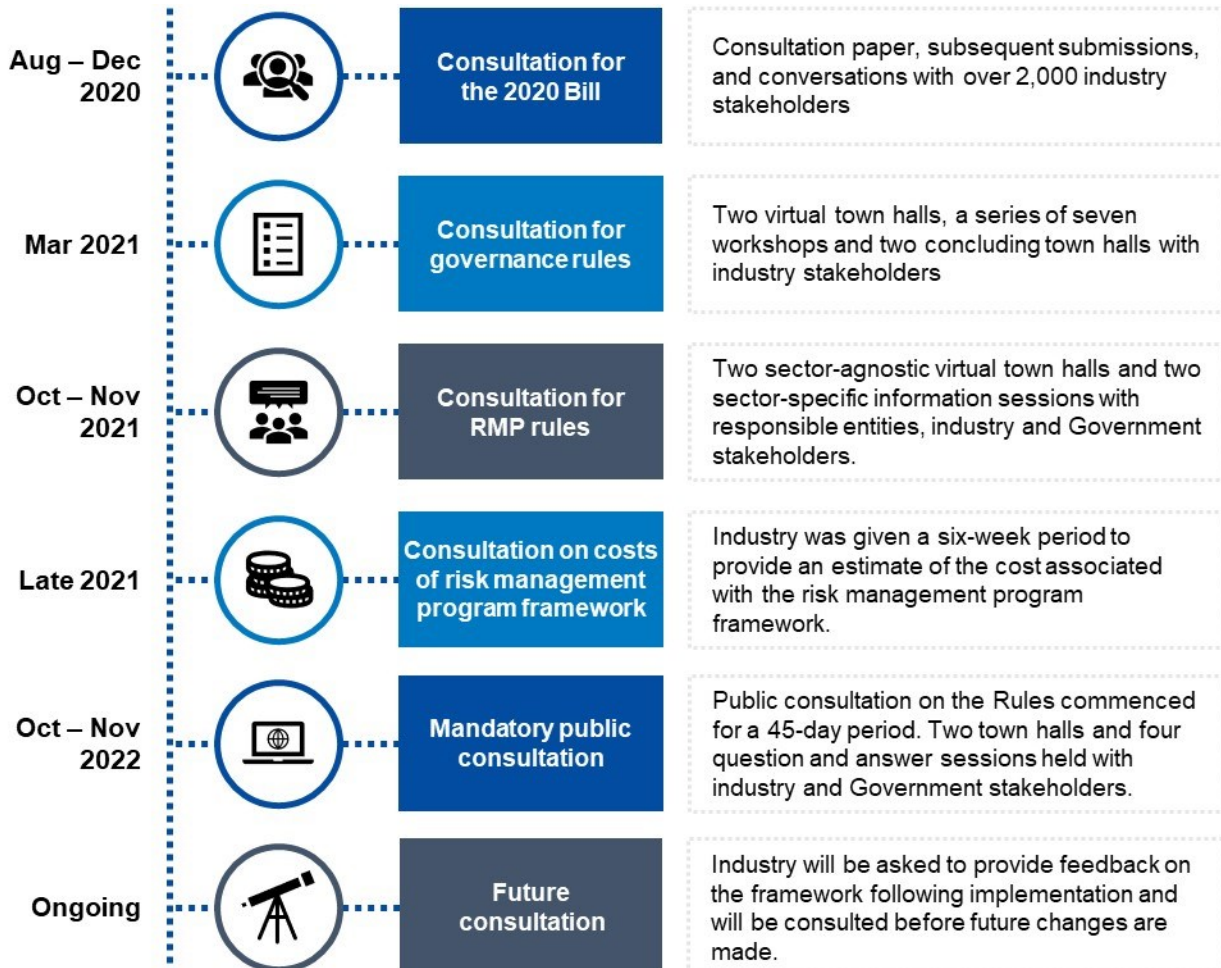 Aug – Dec
2020
Consultation for
the 2020 Bill
Consultation paper, subsequent submissions,
and conversations with over 2,000 industry
stakeholders
Mar 2021
Consultation for
governance rules
Two virtual town halls, a series of seven
workshops and two concluding town halls with
industry stakeholders
Oct – Nov
2021
Consultation for
RMP rules
Two sector-agnostic virtual town halls and two
sector-specific information sessions with
responsible entities, industry and Government
stakeholders.
Late 2021
Consultation on costs
of risk management
program framework
Industry was given a six-week period to
provide an estimate of the cost associated
with the risk management program
framework.
Oct – Nov
2022
Mandatory public
consultation
Public consultation on the Rules commenced
for a 45-day period. Two town halls and four
question and answer sessions held with
industry and Government stakeholders.
Ongoing
Future
consultation
Industry will be asked to provide feedback on
the framework following implementation and
will be consulted before future changes are
made.